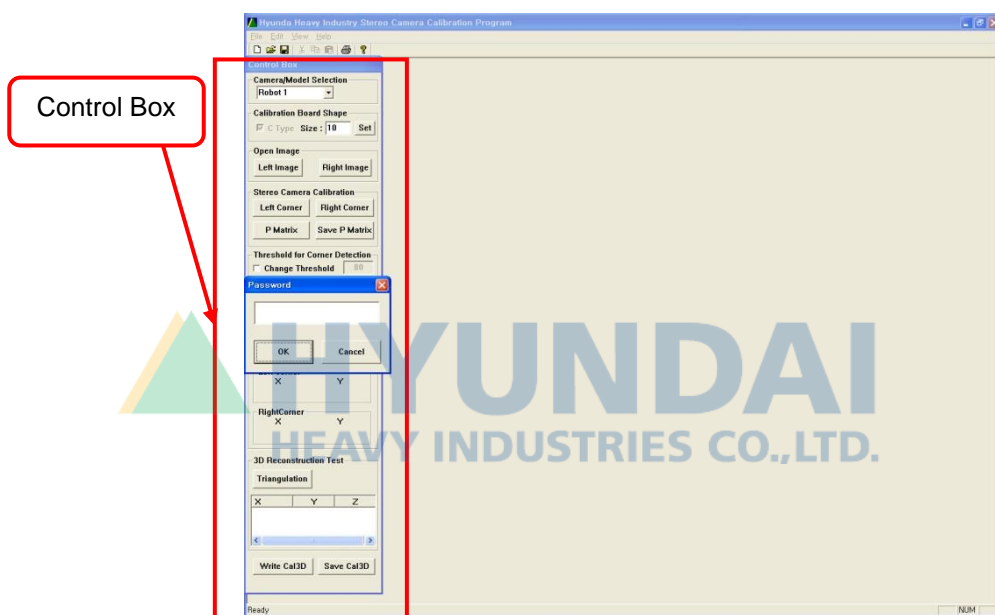 Hyunda Heavy Industry Stereo Camera Calibration Program
File Edit View Help
Control Box
Control Box
Camera/Model Selection
Robot 1
Calibration Board Shape
C Type Size : 10 Set
Open Image
Left Image Right Image
Stereo Camera Calibration
Left Corner Right Corner
P Matrix Save P Matrix
Threshold for Corner Detection
Change Threshold 80
Password
OK Cancel
X Y
RightCorner
X Y
HYUNDAI
HEAVY INDUSTRIES CO.,LTD.
3D Reconstruction Test
Triangulation
X Y Z
Write Cal3D Save Cal3D
Ready NUM